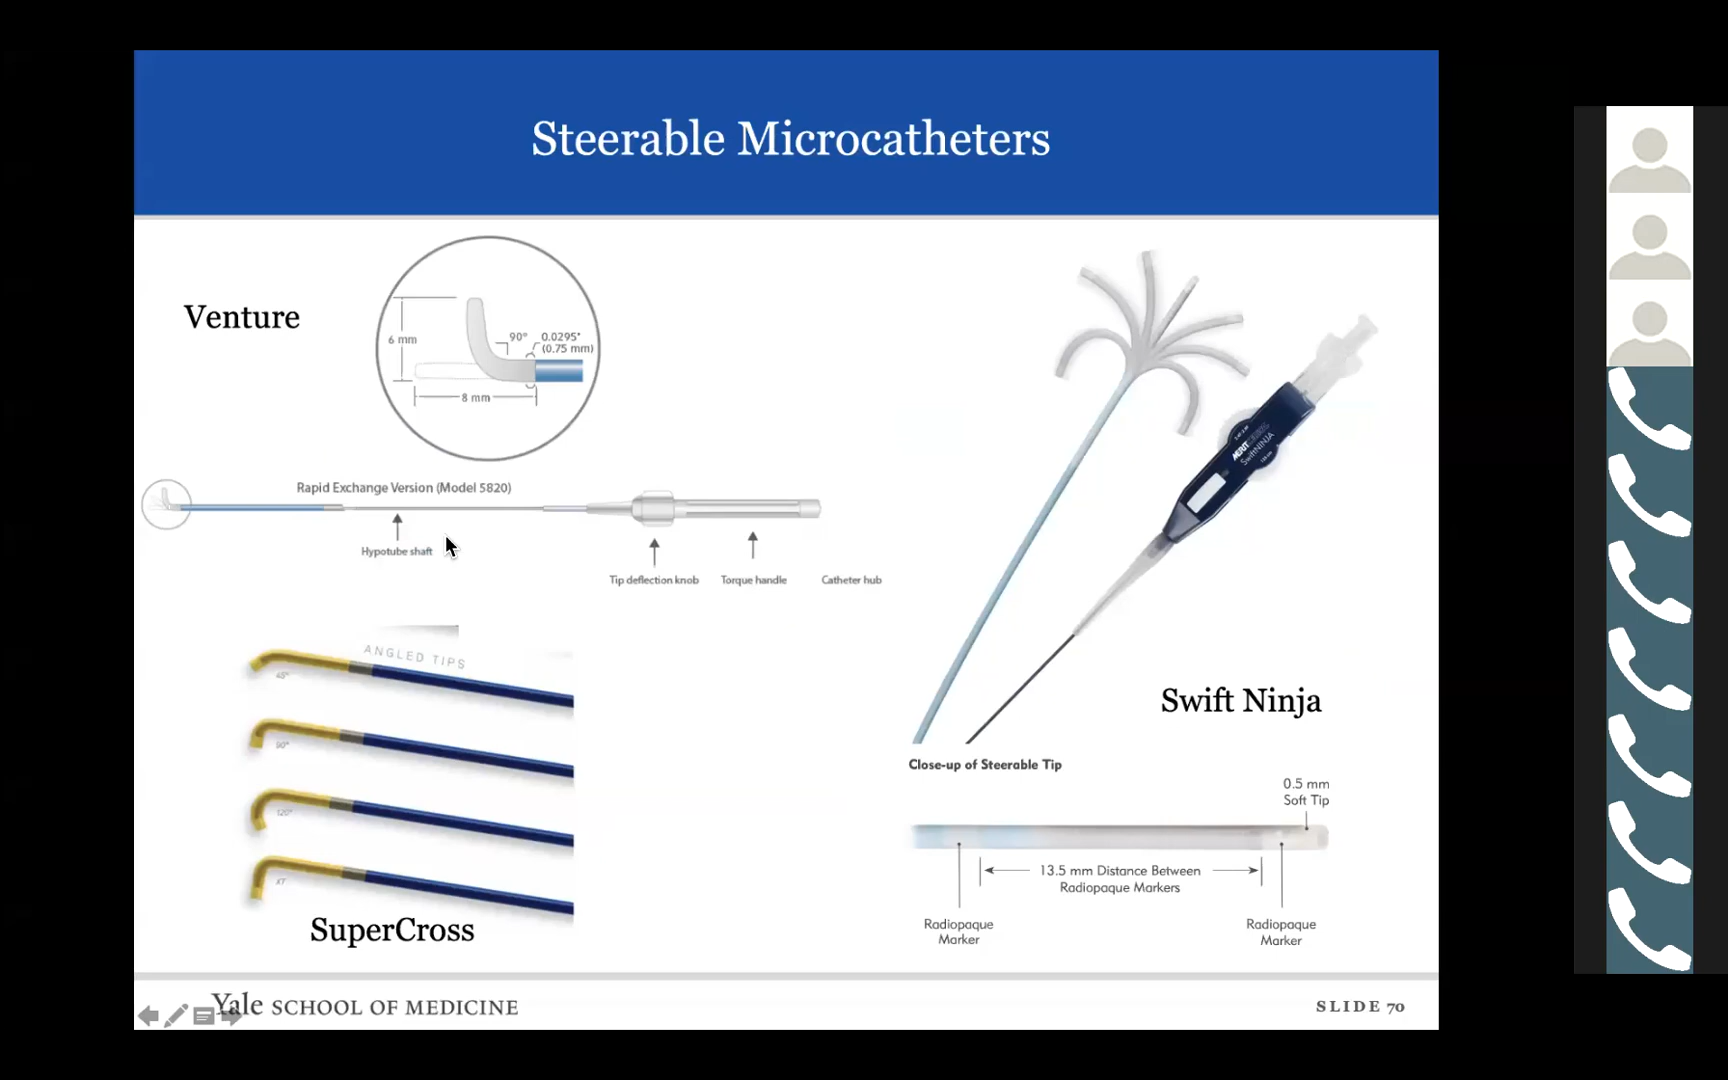 Steerable Microcatheters
Venture
6 mm
90°
0.0295"
(0.75 mm)
8 mm
Rapid Exchange Version (Model 5820)
Hypotube shaft
Tip deflection knob
Torque handle
Catheter hub
ANGLED TIPS
45°
90°
120°
XT
SuperCross
MERIT
SwiftNINJA
Swift Ninja
Close-up of Steerable Tip
0.5 mm
Soft Tip
13.5 mm Distance Between
Radiopaque Markers
Radiopaque
Marker
Radiopaque
Marker
Yale SCHOOL OF MEDICINE
SLIDE 70